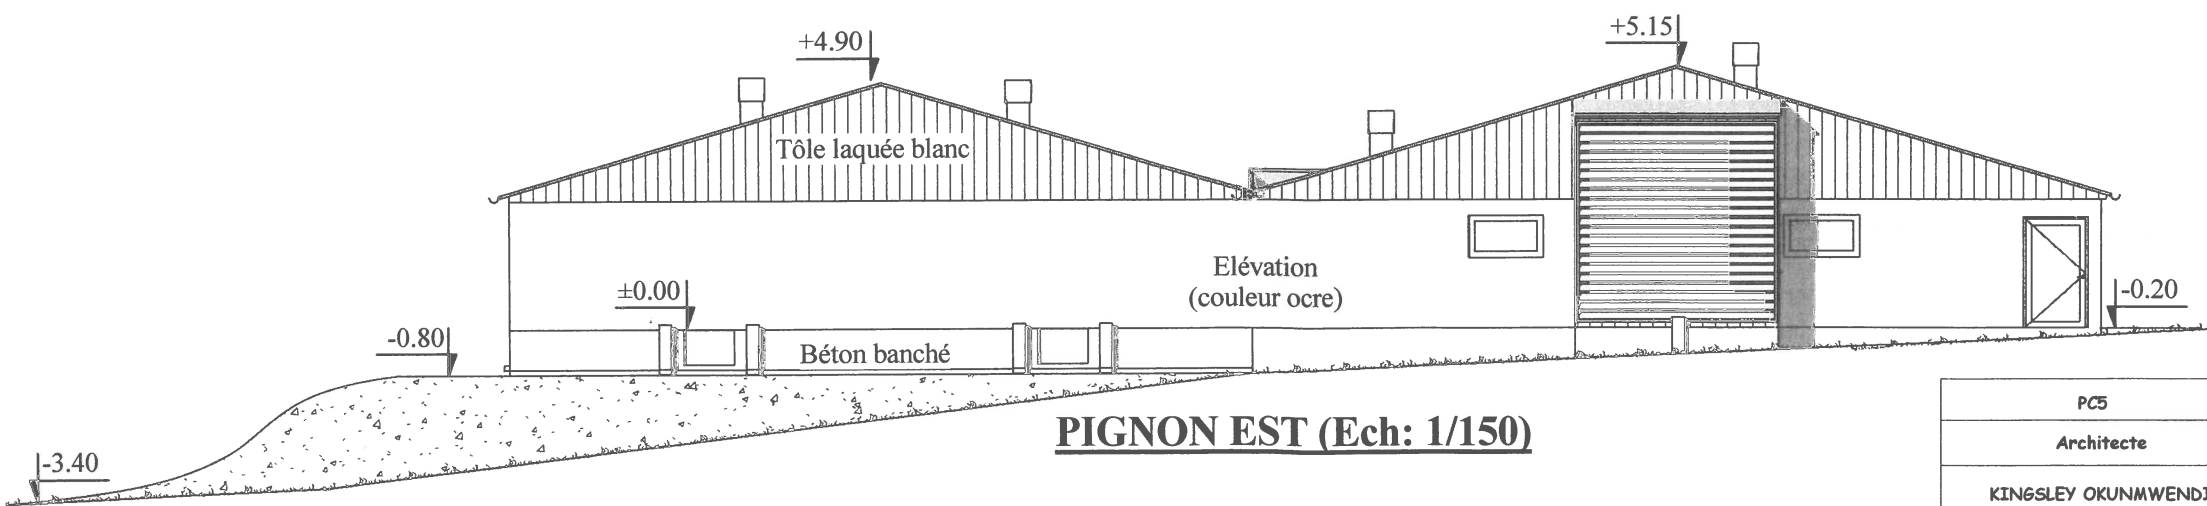 +4.90
+5.15
Tôle laquée blanc
Elévation
(couleur ocre)
±0.00
-0.20
-0.80
Béton banché
-3.40
PIGNON EST (Ech: 1/150)
PC5
Architecte
KINGSLEY OKUNMWENDI